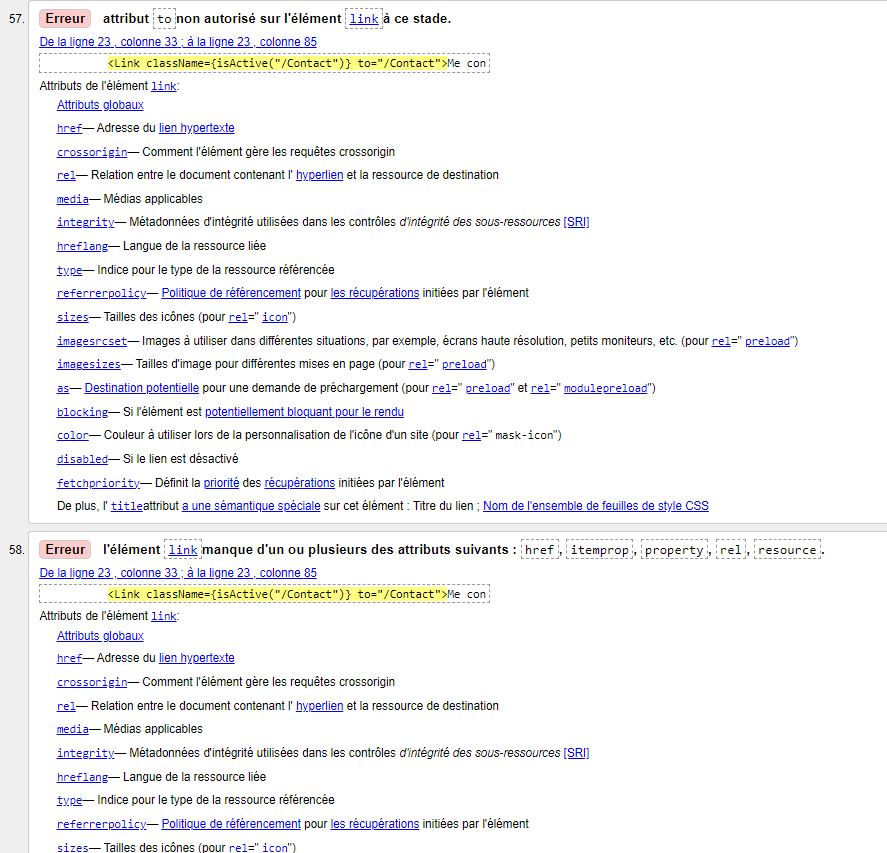 57. Erreur attribut to non autorisé sur l'élément link à ce stade.
De la ligne 23 , colonne 33 ; à la ligne 23 , colonne 85
<Link className={isActive("/Contact")} to="/Contact">Me con
Attributs de l'élément link:
Attributs globaux
href— Adresse du lien hypertexte
crossorigin— Comment l'élément gère les requêtes crossorigin
rel— Relation entre le document contenant l' hyperlien et la ressource de destination
media— Médias applicables
integrity— Métadonnées d'intégrité utilisées dans les contrôles d'intégrité des sous-ressources [SRI]
hreflang— Langue de la ressource liée
type— Indice pour le type de la ressource référencée
referrerpolicy— Politique de référencement pour les récupérations initiées par l'élément
sizes— Tailles des icônes (pour rel=" icon")
imagesrcset— Images à utiliser dans différentes situations, par exemple, écrans haute résolution, petits moniteurs, etc. (pour rel=" preload")
imagesizes— Tailles d'image pour différentes mises en page (pour rel=" preload")
as— Destination potentielle pour une demande de préchargement (pour rel=" preload" et rel=" modulepreload")
blocking— Si l'élément est potentiellement bloquant pour le rendu
color— Couleur à utiliser lors de la personnalisation de l'icône d'un site (pour rel=" mask-icon")
disabled— Si le lien est désactivé
fetchpriority— Définit la priorité des récupérations initiées par l'élément
De plus, l' titleattribut a une sémantique spéciale sur cet élément : Titre du lien ; Nom de l'ensemble de feuilles de style CSS
58. Erreur l'élément link manque d'un ou plusieurs des attributs suivants : href, itemprop, property, rel, resource.
De la ligne 23 , colonne 33 ; à la ligne 23 , colonne 85
<Link className={isActive("/Contact")} to="/Contact">Me con
Attributs de l'élément link:
Attributs globaux
href— Adresse du lien hypertexte
crossorigin— Comment l'élément gère les requêtes crossorigin
rel— Relation entre le document contenant l' hyperlien et la ressource de destination
media— Médias applicables
integrity— Métadonnées d'intégrité utilisées dans les contrôles d'intégrité des sous-ressources [SRI]
hreflang— Langue de la ressource liée
type— Indice pour le type de la ressource référencée
referrerpolicy— Politique de référencement pour les récupérations initiées par l'élément
sizes— Tailles des icônes (pour rel=" icon")